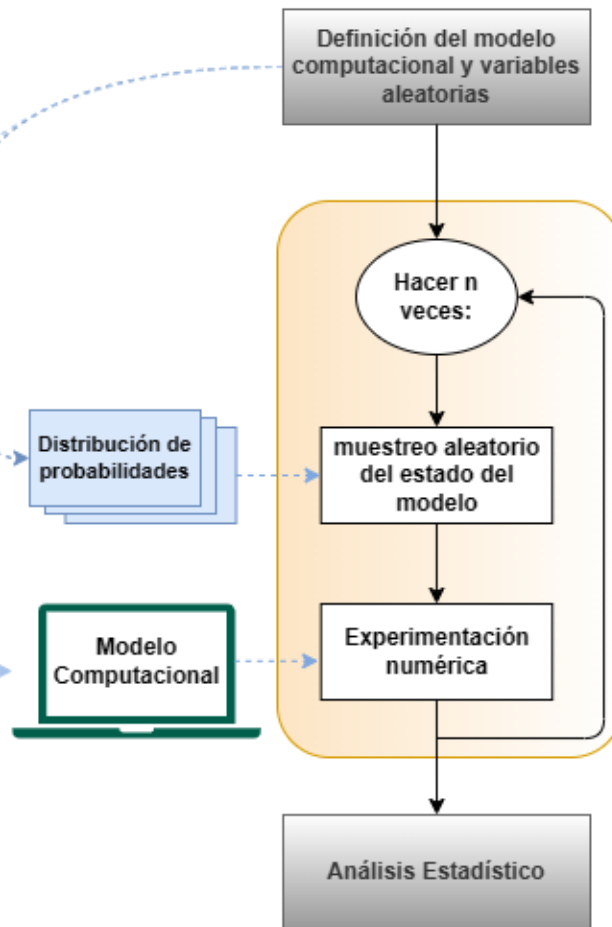 Definición del modelo
computacional y variables
aleatorias
Hacer n
veces:
Distribución de
probabilidades
muestreo aleatorio
del estado del
modelo
Modelo
Computacional
Experimentación
numérica
Análisis Estadístico